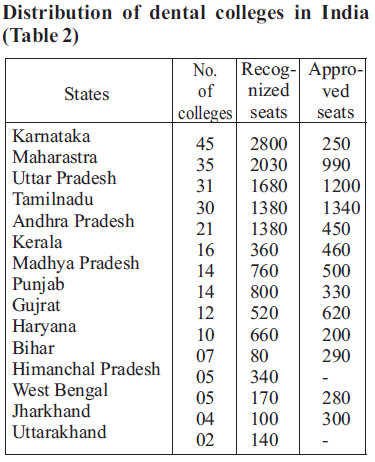 Distribution of dental colleges in India
(Table 2)
States No. of colleges Recog-nized seats Appro-ved seats
Karnataka 45 2800 250
Maharastra 35 2030 990
Uttar Pradesh 31 1680 1200
Tamilnadu 30 1380 1340
Andhra Pradesh 21 1380 450
Kerala 16 360 460
Madhya Pradesh 14 760 500
Punjab 14 800 330
Gujrat 12 520 620
Haryana 10 660 200
Bihar 07 80 290
Himanchal Pradesh 05 340 -
West Bengal 05 170 280
Jharkhand 04 100 300
Uttarakhand 02 140 -